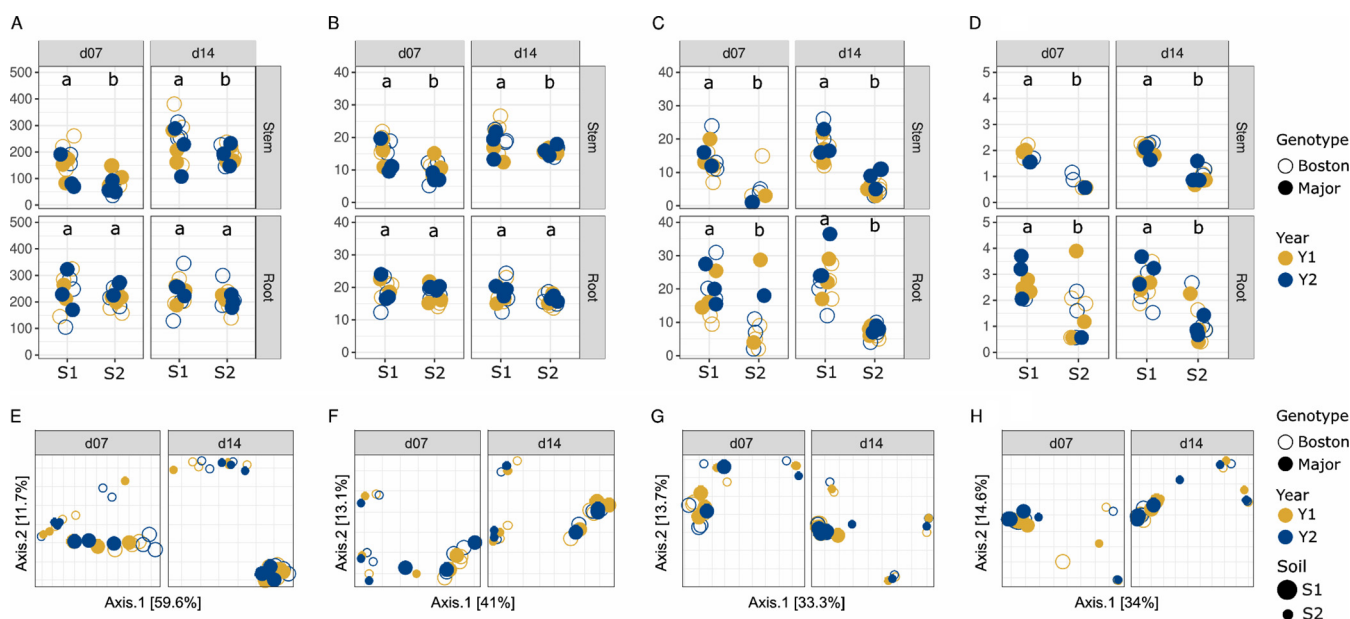 A B C D
d07 d14 d07 d14 d07 d14 d07 d14
500 a b a b 40 a b a b 40 a b a b 5 a b a b
400 4
300 30 30 3
200 20 20 2
100 10 10 1
0 0 0 0
Stem Stem Stem Stem
500 a a a a 40 a a a a 40 a b a b 5 a b a b
400 4
300 30 30 3
200 20 20 2
100 10 10 1
0 0 0 0
Root Root Root Root
S1 S2 S1 S2 S1 S2 S1 S2 S1 S2 S1 S2 S1 S2 S1 S2
Genotype
Boston
Major
Year
Y1
Y2
E F G H
d07 d14 d07 d14 d07 d14 d07 d14
Axis.2 [11.7%] Axis.2 [13.1%] Axis.2 [13.7%] Axis.2 [14.6%]
Axis.1 [59.6%] Axis.1 [41%] Axis.1 [33.3%] Axis.1 [34%]
Genotype
Boston
Major
Year
Y1
Y2
Soil
S1
S2